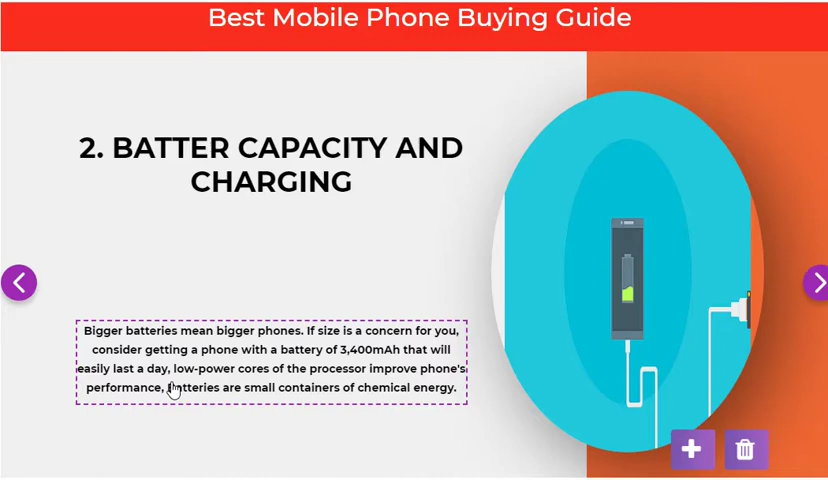 Best Mobile Phone Buying Guide
2. BATTER CAPACITY AND
CHARGING
Bigger batteries mean bigger phones. If size is a concern for you,
consider getting a phone with a battery of 3,400mAh that will
easily last a day, low-power cores of the processor improve phone's
performance, batteries are small containers of chemical energy.